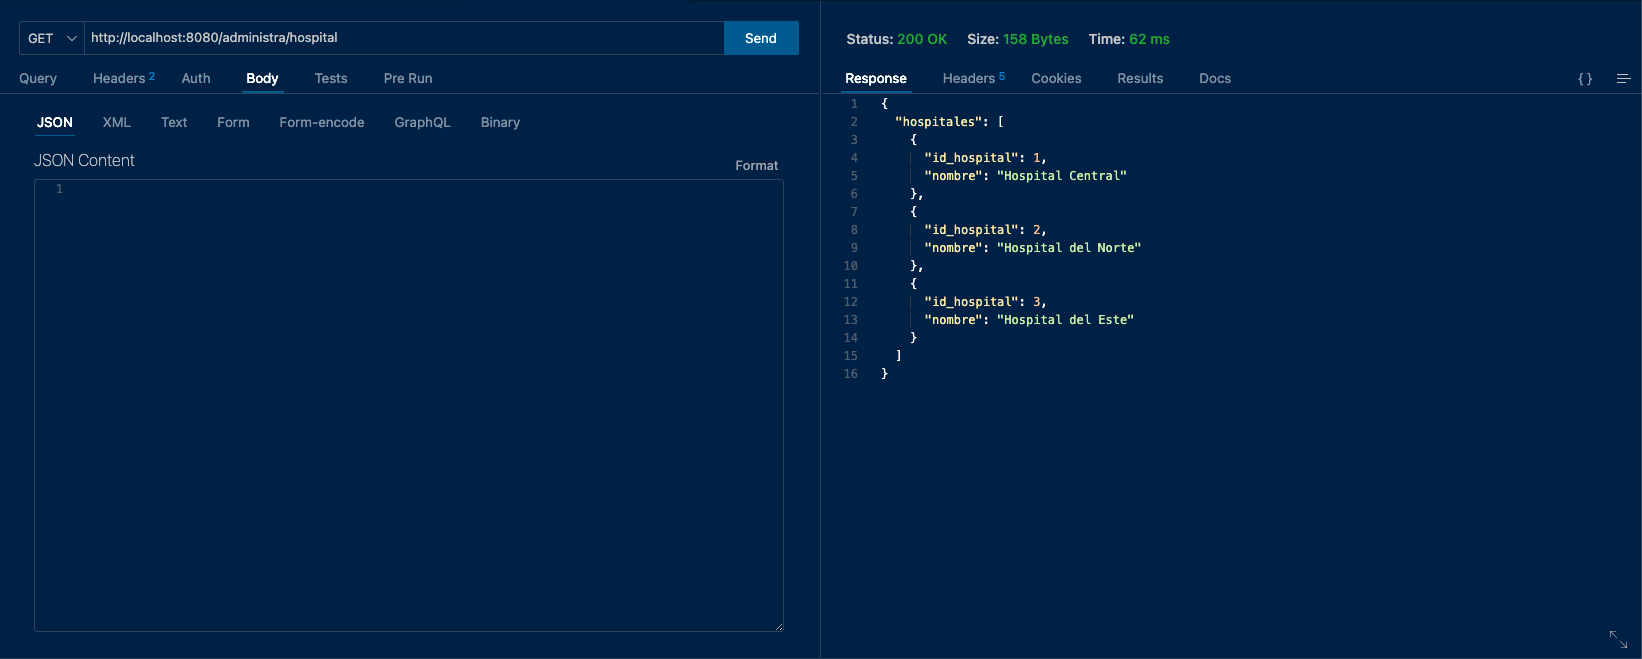 GET http://localhost:8080/administra/hospital Send
Query Headers 2 Auth Body Tests Pre Run
JSON XML Text Form Form-encode GraphQL Binary
JSON Content
Format
1
Status: 200 OK Size: 158 Bytes Time: 62 ms
Response Headers 5 Cookies Results Docs { }
1 {
2 "hospitales": [
3 {
4 "id_hospital": 1,
5 "nombre": "Hospital Central"
6 },
7 {
8 "id_hospital": 2,
9 "nombre": "Hospital del Norte"
10 },
11 {
12 "id_hospital": 3,
13 "nombre": "Hospital del Este"
14 }
15 ]
16 }